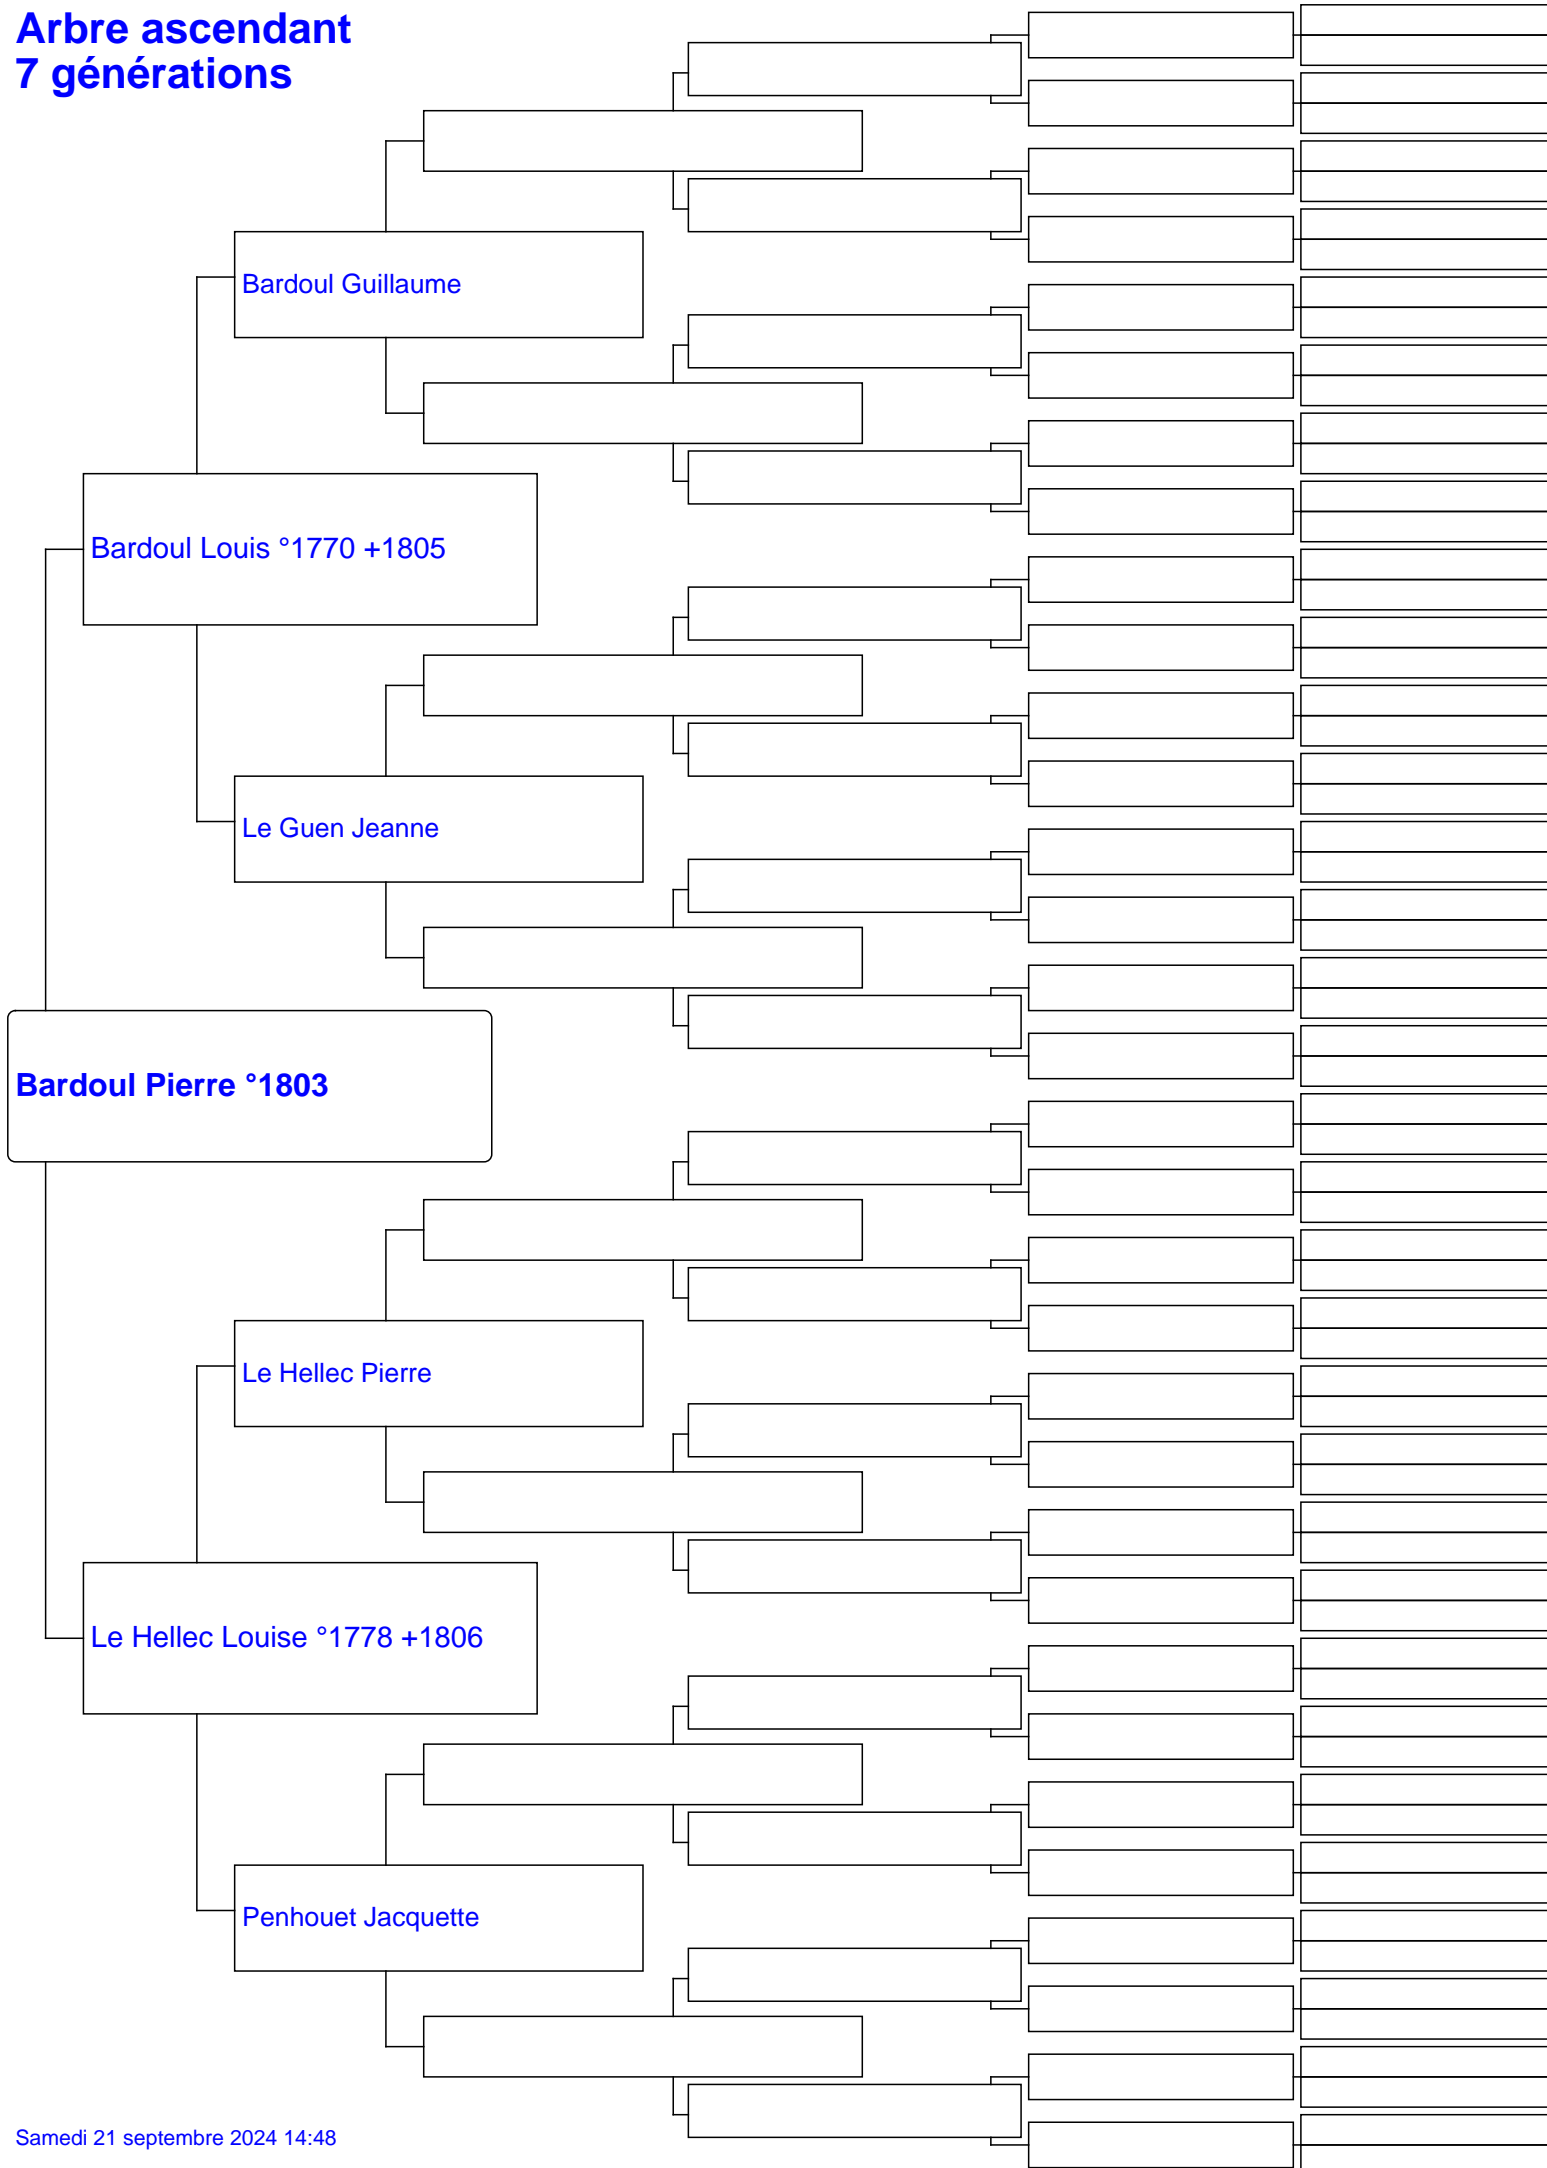 Arbre ascendant
7 générations
Bardoul Guillaume
Bardoul Louis °1770 +1805
Le Guen Jeanne
Bardoul Pierre °1803
Le Hellec Pierre
Le Hellec Louise °1778 +1806
Penhouet Jacquette
Samedi 21 septembre 2024 14:48